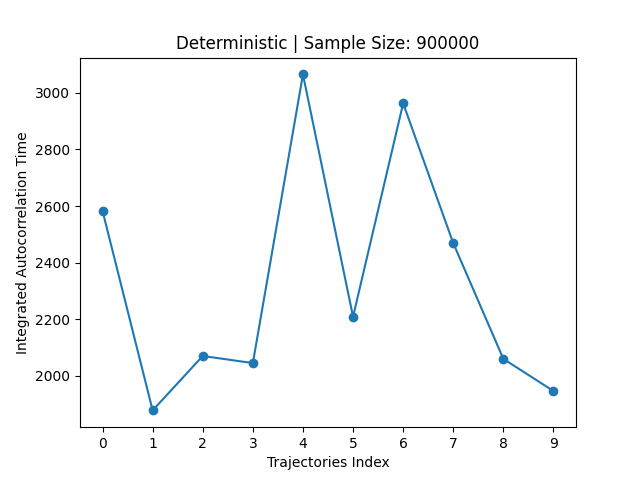 Deterministic | Sample Size: 900000
Integrated Autocorrelation Time
3000
2800
2600
2400
2200
2000
0 1 2 3 4 5 6 7 8 9
Trajectories Index